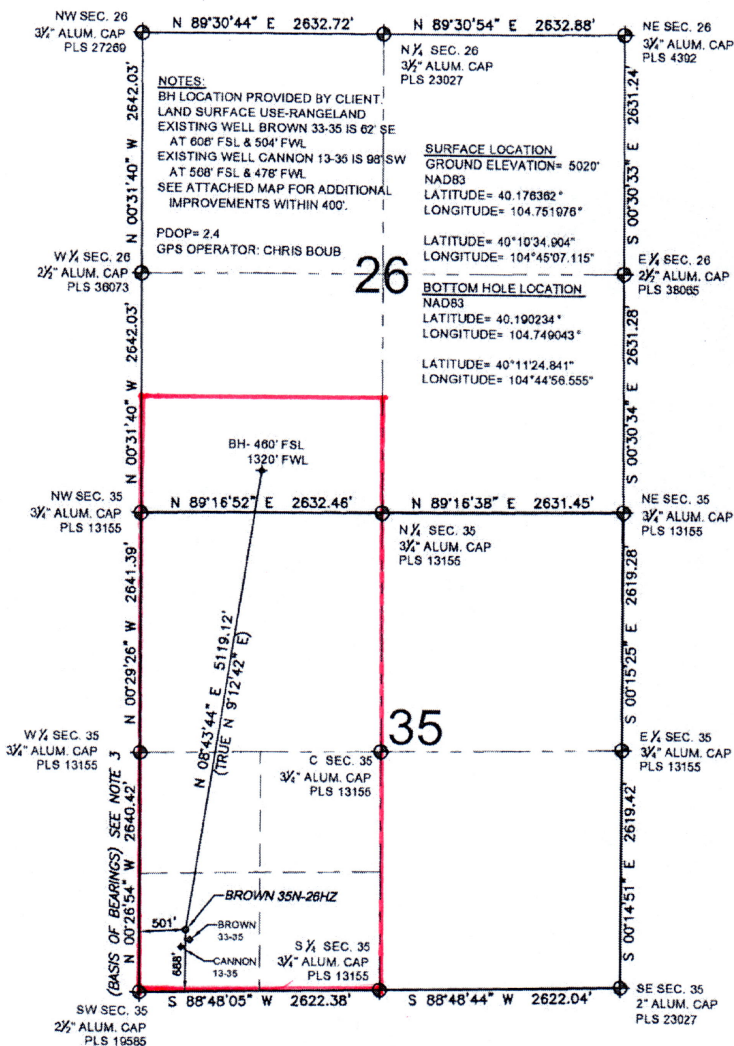 NW SEC. 26
3¼" ALUM. CAP
PLS 27269
N 89°30'44" E 2632.72'
N 89°30'54" E 2632.88'
NE SEC. 26
3¼" ALUM. CAP
PLS 4392
N ¼ SEC. 26
3½" ALUM. CAP
PLS 23027
N 00°31'40" W 2642.03'
S 00°30'33" E 2631.24'
NOTES:
BH LOCATION PROVIDED BY CLIENT.
LAND SURFACE USE-RANGELAND
EXISTING WELL BROWN 33-35 IS 62' SE
AT 606' FSL & 504' FWL
EXISTING WELL CANNON 13-35 IS 98' SW
AT 568' FSL & 476' FWL
SEE ATTACHED MAP FOR ADDITIONAL
IMPROVEMENTS WITHIN 400'.
PDOP= 2.4
GPS OPERATOR: CHRIS BOUB
SURFACE LOCATION
GROUND ELEVATION= 5020'
NAD83
LATITUDE= 40.176362°
LONGITUDE= 104.751976°
LATITUDE= 40°10'34.904"
LONGITUDE= 104°45'07.115"
W ¼ SEC. 26
2½" ALUM. CAP
PLS 36073
26
E ¼ SEC. 26
2½" ALUM. CAP
PLS 38065
BOTTOM HOLE LOCATION
NAD83
LATITUDE= 40.190234°
LONGITUDE= 104.749043°
LATITUDE= 40°11'24.841"
LONGITUDE= 104°44'56.555"
N 00°31'40" W 2642.03'
S 00°30'34" E 2631.28'
BH- 460' FSL
1320' FWL
NW SEC. 35
3¼" ALUM. CAP
PLS 13155
N 89°16'52" E 2632.46'
N 89°16'38" E 2631.45'
NE SEC. 35
3¼" ALUM. CAP
PLS 13155
N ¼ SEC. 35
3¼" ALUM. CAP
PLS 13155
N 00°29'26" W 2641.39'
N 08°43'44" E 5119.12'
(TRUE N 9°12'42" E)
S 00°15'25" E 2619.28'
W ¼ SEC. 35
3¼" ALUM. CAP
PLS 13155
35
C SEC. 35
3¼" ALUM. CAP
PLS 13155
E ¼ SEC. 35
3¼" ALUM. CAP
PLS 13155
(BASIS OF BEARINGS) SEE NOTE 3
N 00°26'54" W 2640.42'
S 00°14'51" E 2619.42'
BROWN 35N-26HZ
501'
BROWN
33-35
CANNON
13-35
668'
S ¼ SEC. 35
3¼" ALUM. CAP
PLS 13155
SW SEC. 35
2½" ALUM. CAP
PLS 19585
S 88°48'05" W 2622.38'
S 88°48'44" W 2622.04'
SE SEC. 35
2" ALUM. CAP
PLS 23027